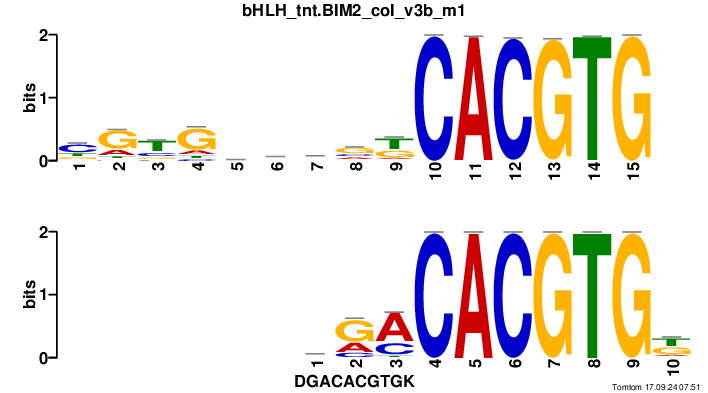 bHLH_tnt.BIM2_col_v3b_m1
2
1
0
bits
CACGTG
1 2 3 4 5 6 7 8 9 10 11 12 13 14 15
2
1
0
bits
GACACGTG
1 2 3 4 5 6 7 8 9 10
DGACACGTGK
Tomtom 17.09.24 07:51